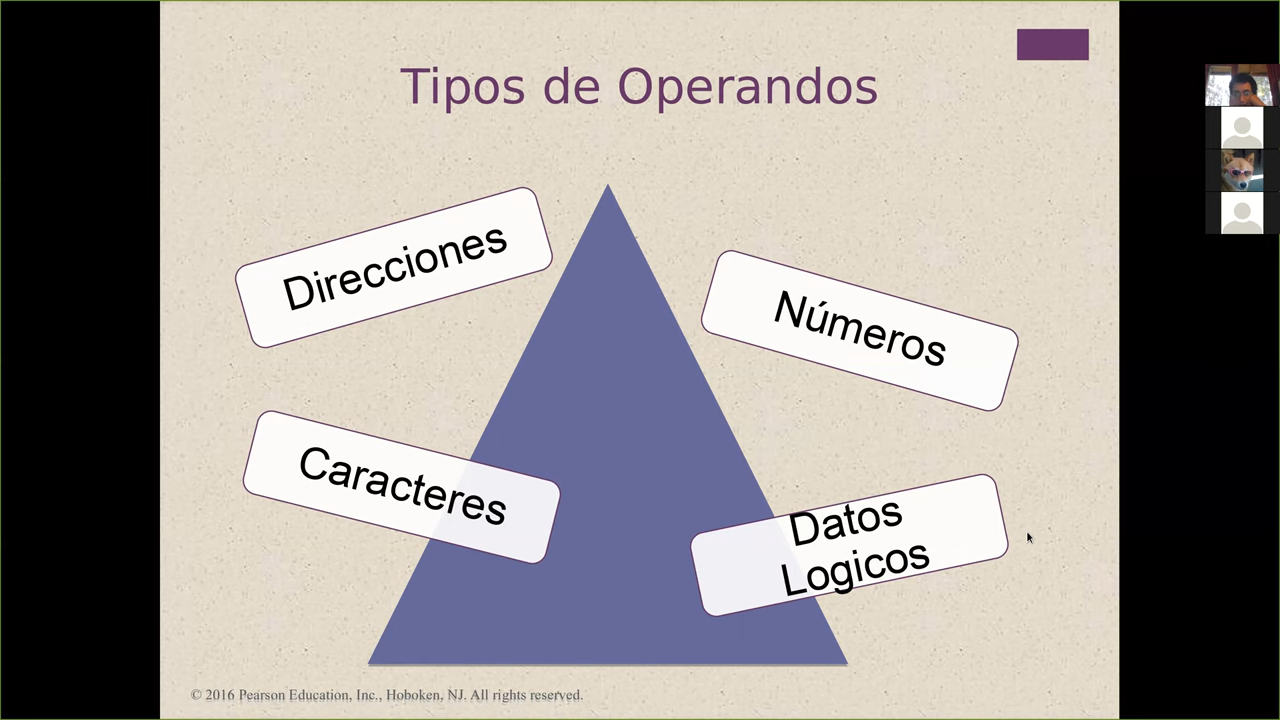 Tipos de Operandos
Direcciones
Números
Caracteres
Datos
Logicos
© 2016 Pearson Education, Inc., Hoboken, NJ. All rights reserved.